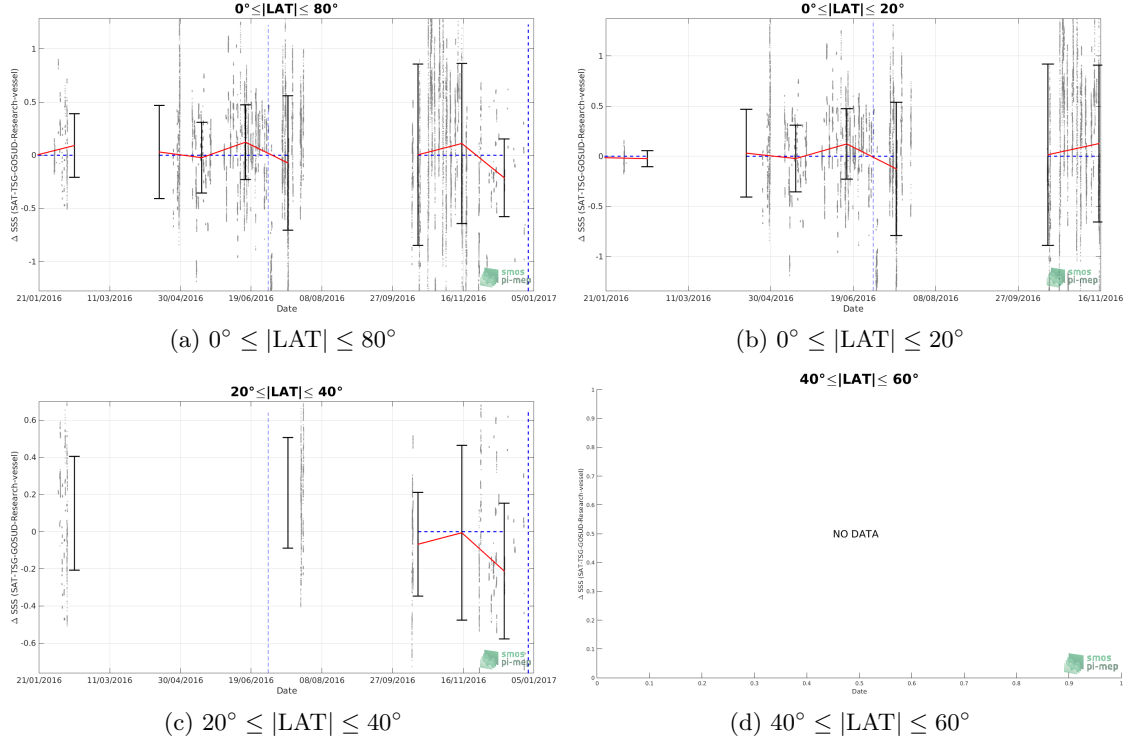 0°≤|LAT|≤ 80°
Δ SSS (SAT-TSG-GOSUD-Research-vessel)
1
0.5
0
-0.5
-1
21/01/2016 11/03/2016 30/04/2016 19/06/2016 08/08/2016 27/09/2016 16/11/2016 05/01/2017
Date
smos
pi-mep
(a) 0° ≤ |LAT| ≤ 80°
0°≤|LAT|≤ 20°
Δ SSS (SAT-TSG-GOSUD-Research-vessel)
1
0.5
0
-0.5
-1
21/01/2016 11/03/2016 30/04/2016 19/06/2016 08/08/2016 27/09/2016 16/11/2016
Date
smos
pi-mep
(b) 0° ≤ |LAT| ≤ 20°
20°≤|LAT|≤ 40°
Δ SSS (SAT-TSG-GOSUD-Research-vessel)
0.6
0.4
0.2
0
-0.2
-0.4
-0.6
21/01/2016 11/03/2016 30/04/2016 19/06/2016 08/08/2016 27/09/2016 16/11/2016 05/01/2017
Date
smos
pi-mep
(c) 20° ≤ |LAT| ≤ 40°
40°≤|LAT|≤ 60°
Δ SSS (SAT-TSG-GOSUD-Research-vessel)
1
0.9
0.8
0.7
0.6
0.5
0.4
0.3
0.2
0.1
0
NO DATA
0 0.1 0.2 0.3 0.4 0.5 0.6 0.7 0.8 0.9 1
Date
smos
pi-mep
(d) 40° ≤ |LAT| ≤ 60°